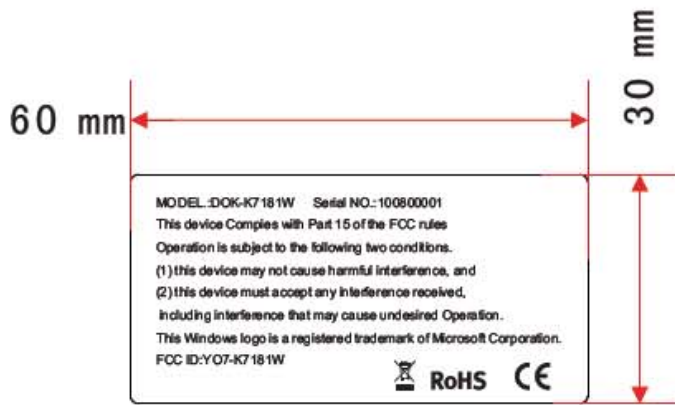 60 mm
30 mm
MODEL.:DOK-K7181W Serial NO.:100800001
This device Compies with Part 15 of the FCC rules
Operation is subject to the following two conditions.
(1) this device may not cause harmful interference, and
(2) this device must accept any interference received,
including interference that may cause undesired Operation.
This Windows logo is a registered trademark of Microsoft Corporation.
FCC ID:YO7-K7181W
RoHS CE